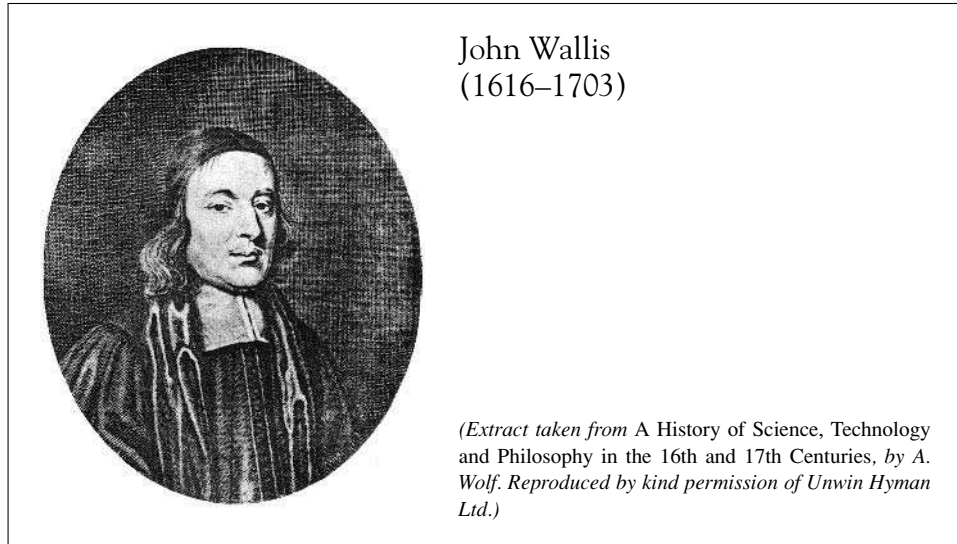 John Wallis
(1616–1703)
(Extract taken from A History of Science, Technology
and Philosophy in the 16th and 17th Centuries, by A.
Wolf. Reproduced by kind permission of Unwin Hyman
Ltd.)